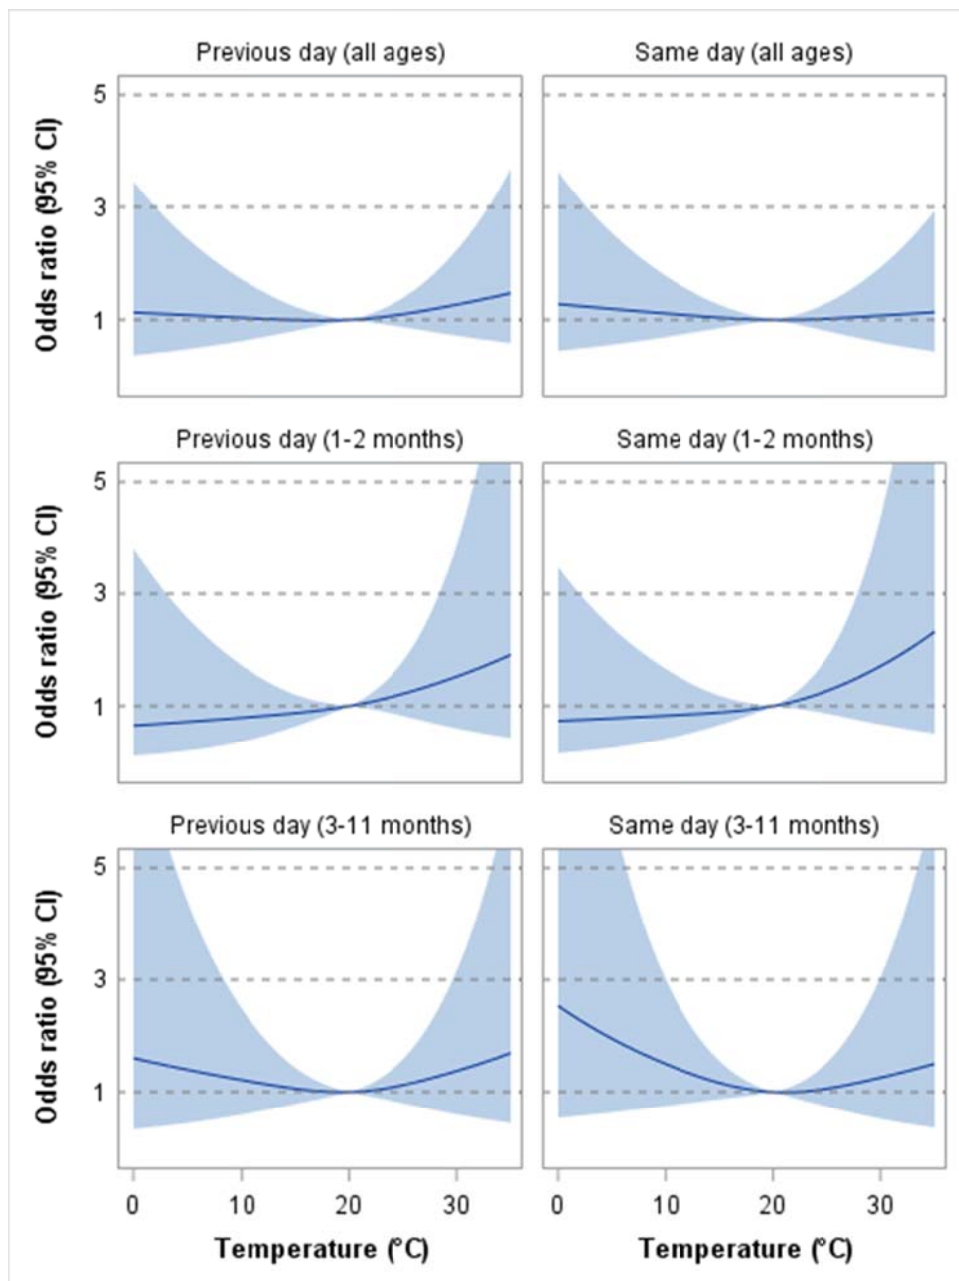 Previous day (all ages)
Same day (all ages)
Odds ratio (95% CI)
5
3
1
Previous day (1-2 months)
Same day (1-2 months)
Odds ratio (95% CI)
5
3
1
Previous day (3-11 months)
Same day (3-11 months)
Odds ratio (95% CI)
5
3
1
0 10 20 30
0 10 20 30
Temperature (°C)
Temperature (°C)